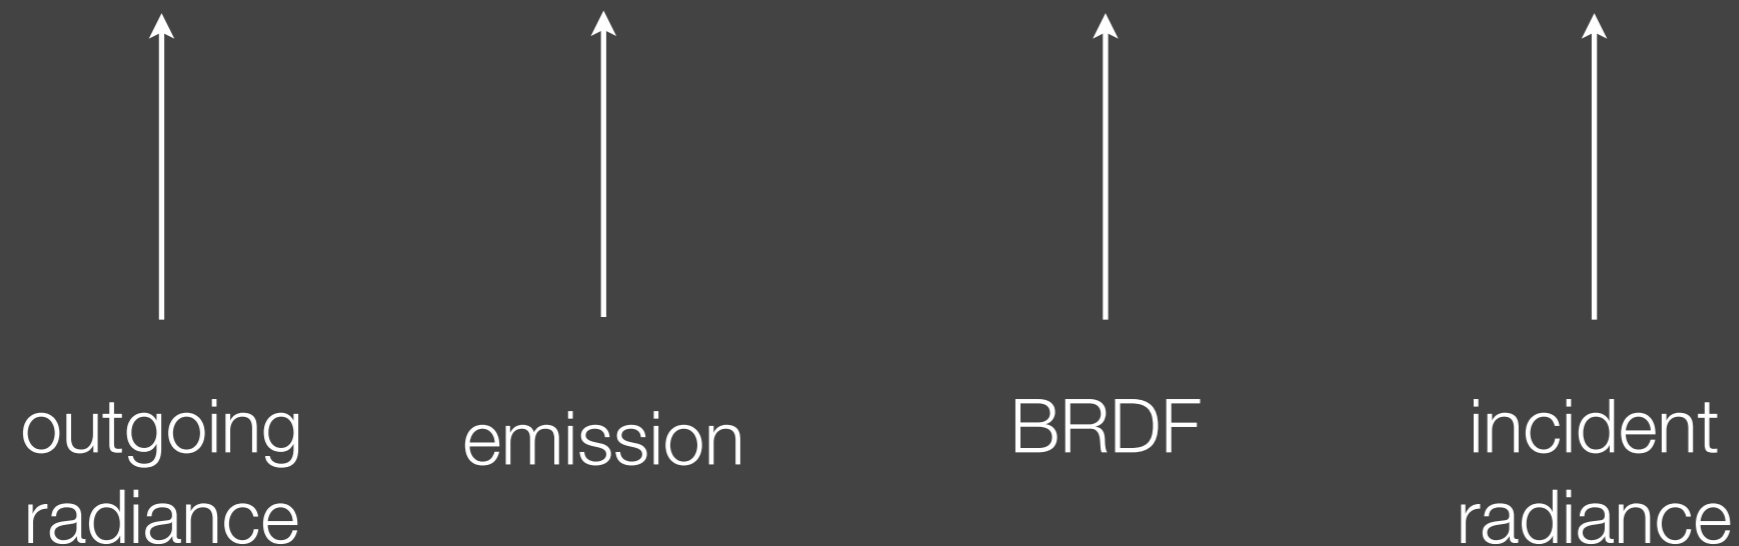 outgoing
radiance
emission
BRDF
incident
radiance